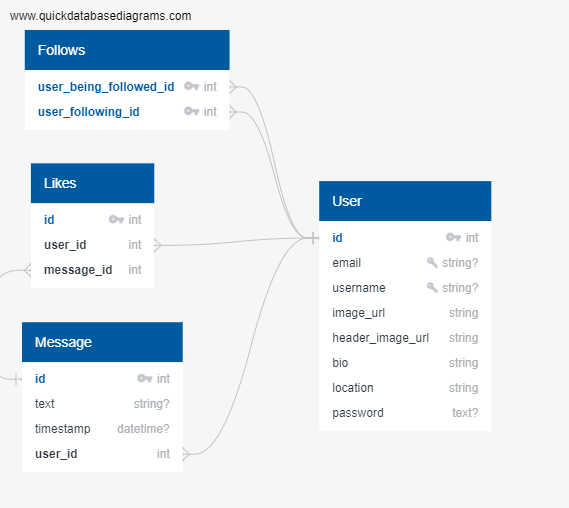 www.quickdatabasediagrams.com
Follows
user_being_followed_id int
user_following_id int
Likes
id int
user_id int
message_id int
Message
id int
text string?
timestamp datetime?
user_id int
User
id int
email string?
username string?
image_url string
header_image_url string
bio string
location string
password text?